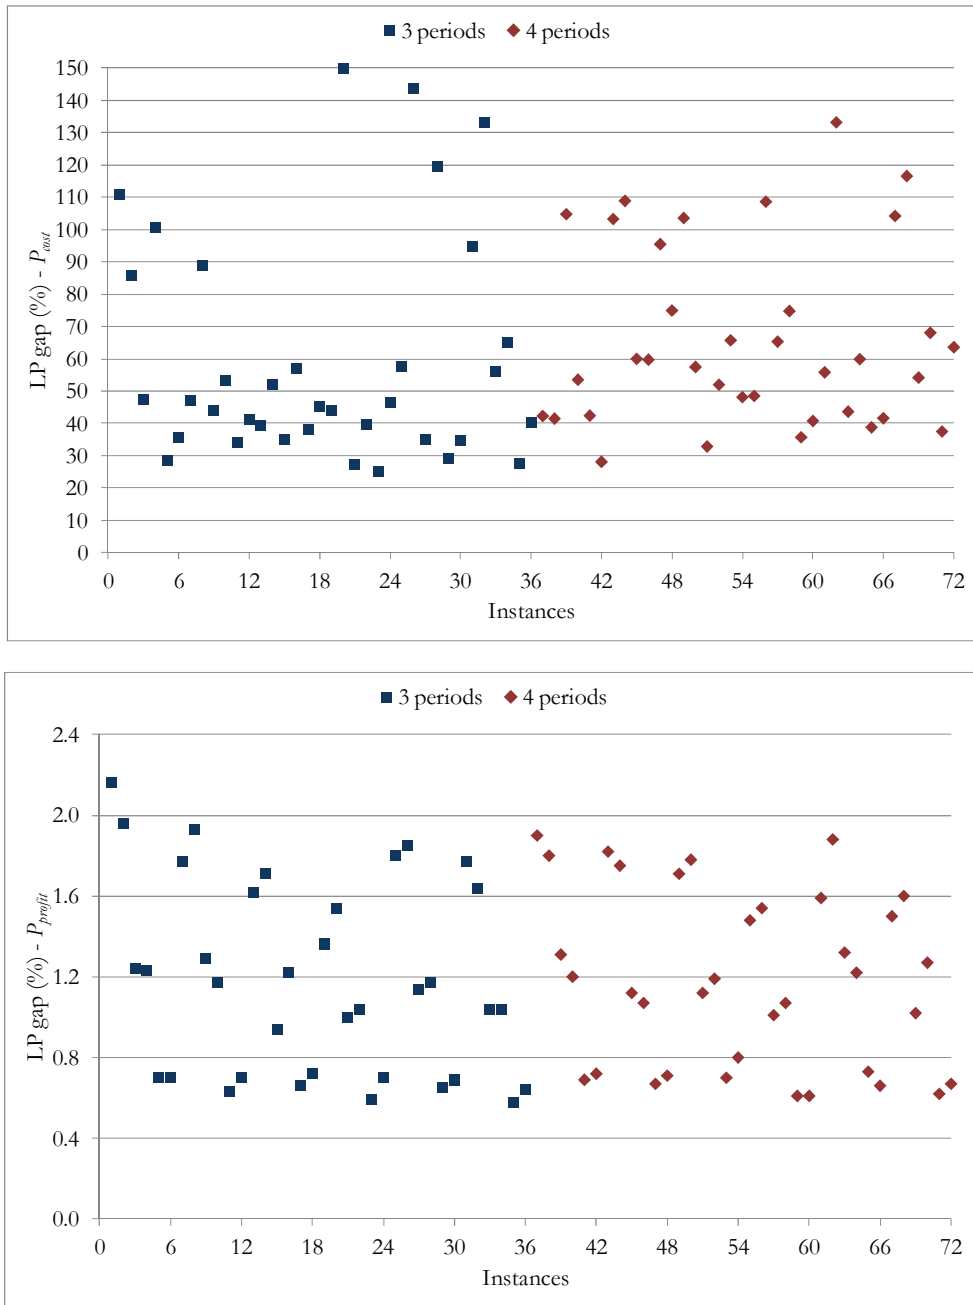 3 periods 4 periods
150
140
130
120
110
100
90
80
70
60
50
40
30
20
10
0
LP gap (%) - P_cost
0 6 12 18 24 30 36 42 48 54 60 66 72
Instances
3 periods 4 periods
2.4
2.0
1.6
1.2
0.8
0.4
0.0
LP gap (%) - P_profit
0 6 12 18 24 30 36 42 48 54 60 66 72
Instances